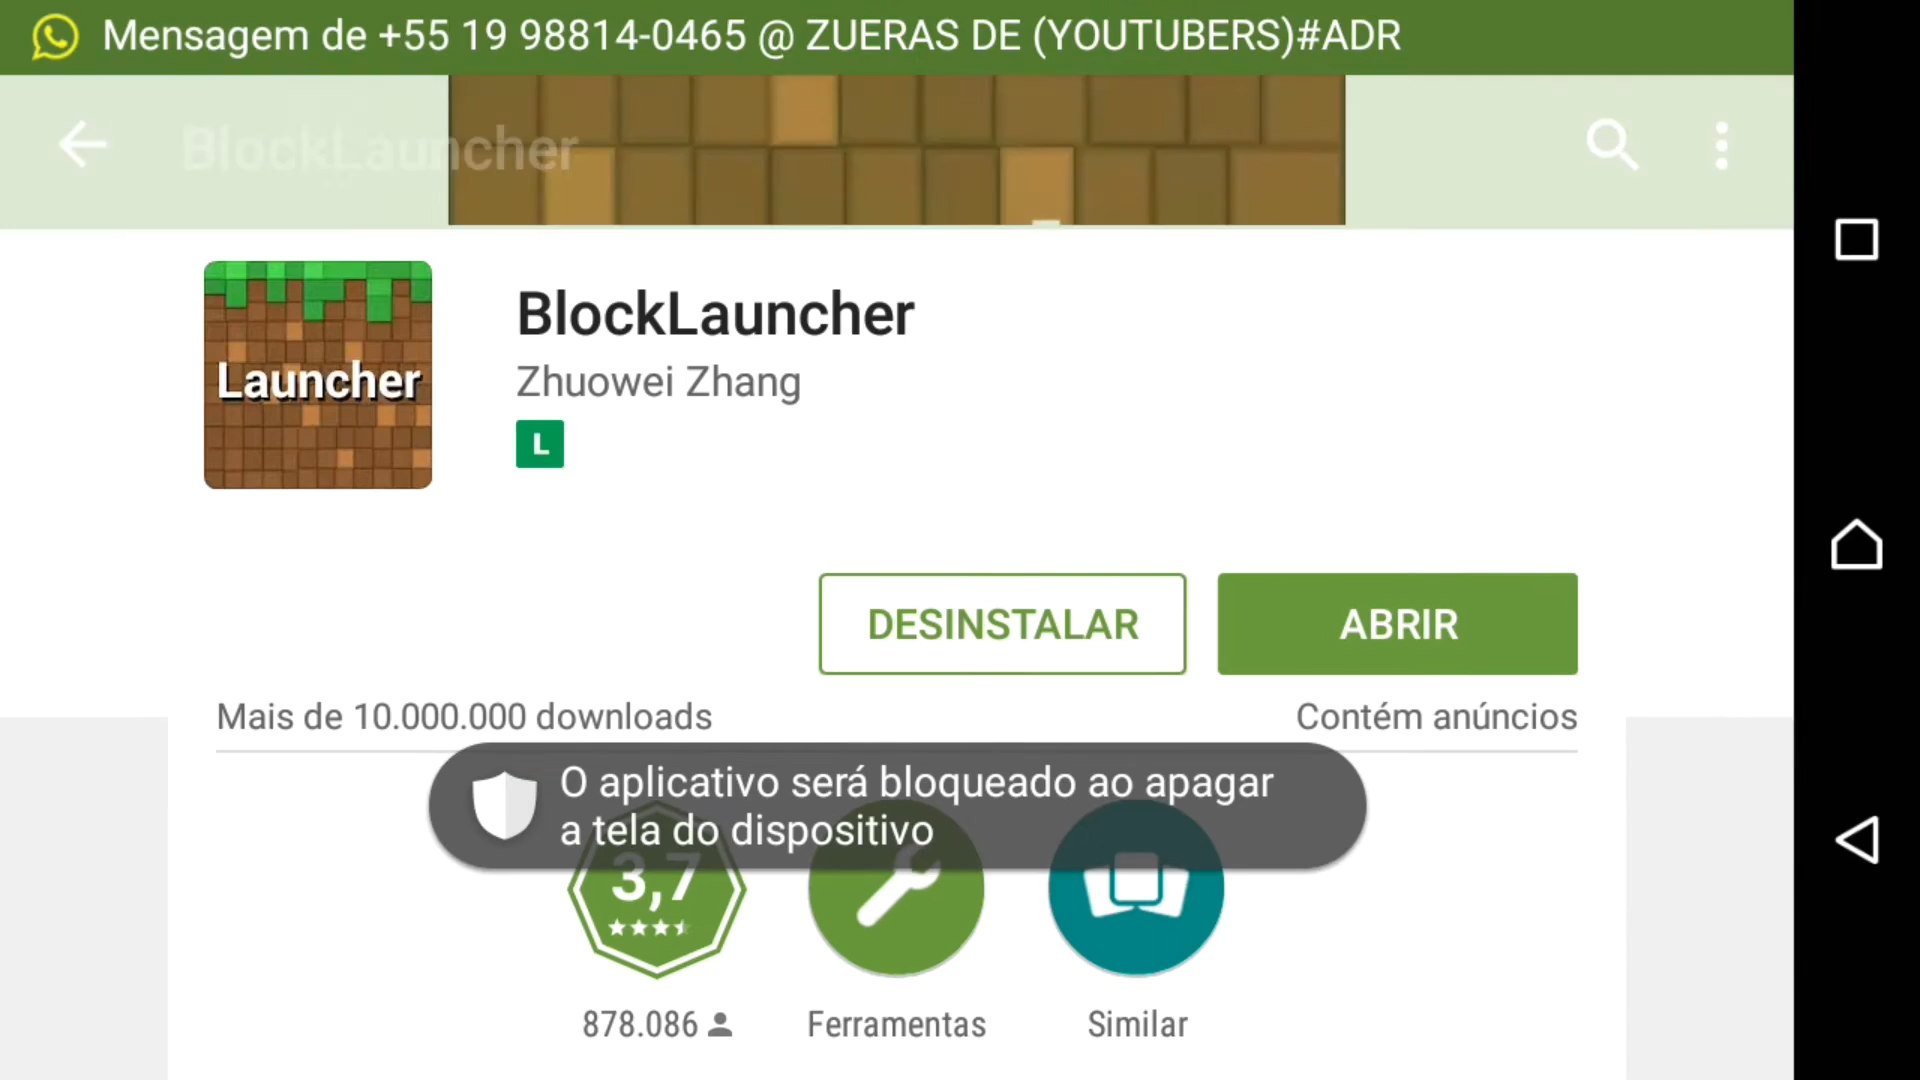 Mensagem de +55 19 98814-0465 @ ZUERAS DE (YOUTUBERS)#ADR
BlockLauncher
Launcher
BlockLauncher
Zhuowei Zhang
L
DESINSTALAR
ABRIR
Mais de 10.000.000 downloads
Contém anúncios
O aplicativo será bloqueado ao apagar
a tela do dispositivo
3,7
878.086
Ferramentas
Similar